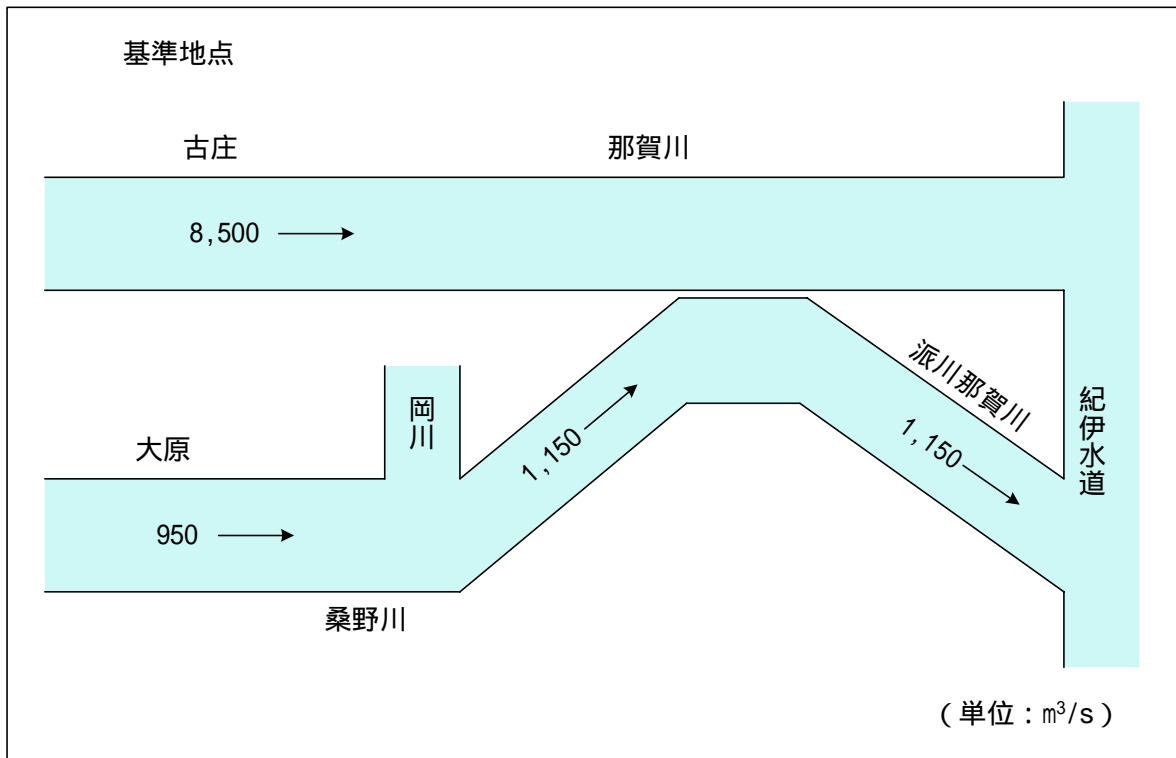 基準地点
古庄
那賀川
8,500
派川那賀川
岡川
紀伊水道
大原
1,150
1,150
950
桑野川
(単位:㎥/s)